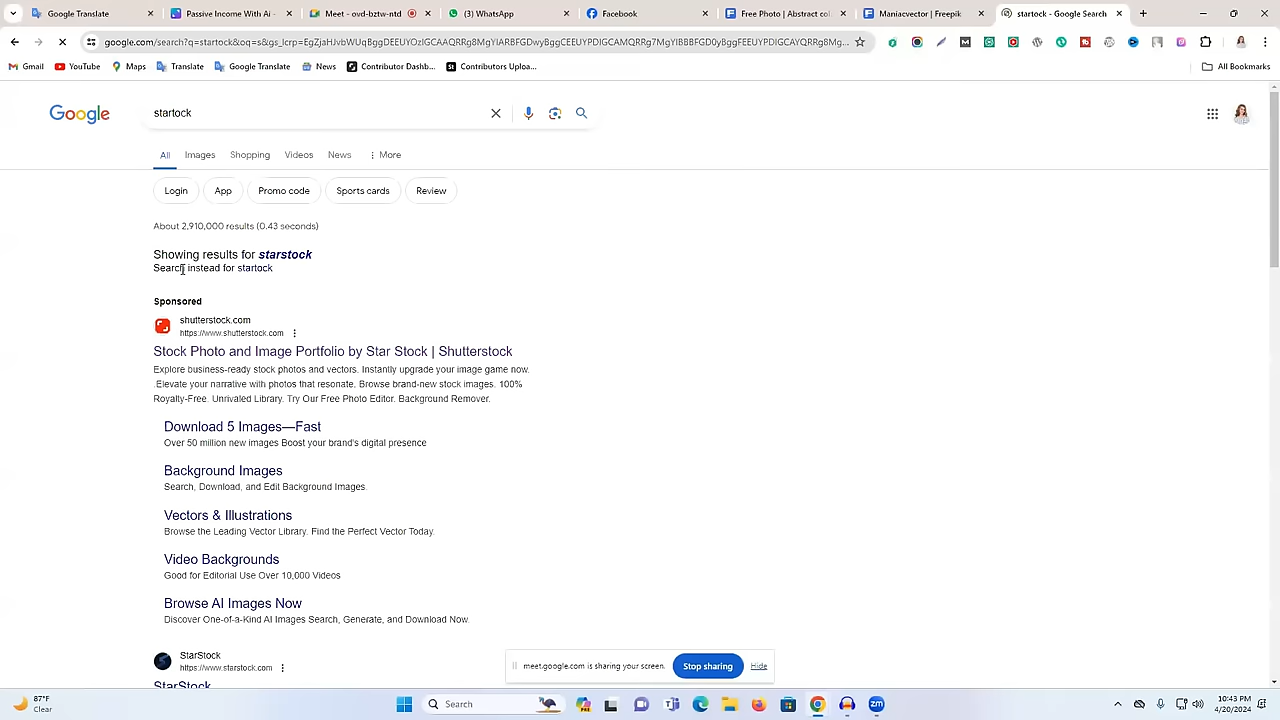 Google Translate
Passive Income With Ai -
Meet - ovd-bztw-ntd
(3) WhatsApp
Facebook
Free Photo | Abstract col
Maniacvector | Freepik
startock - Google Search
google.com/search?q=startock&oq=s&gs_lcrp=EgZjaHJvbWUqBggDEEUYOzIGCAAQRRg8MgYIARBFGDwyBggCEEUYPDIGCAMQRRg7MgYIBBBFGD0yBggFEEUYPDIGCAYQRRg8Mg...
Gmail
YouTube
Maps
Translate
Google Translate
News
Contributor Dashb...
Contributors Uploa...
All Bookmarks
Google
startock
All
Images
Shopping
Videos
News
More
Login
App
Promo code
Sports cards
Review
About 2,910,000 results (0.43 seconds)
Showing results for starstock
Search instead for startock
Sponsored
shutterstock.com
https://www.shutterstock.com
Stock Photo and Image Portfolio by Star Stock | Shutterstock
Explore business-ready stock photos and vectors. Instantly upgrade your image game now.
.Elevate your narrative with photos that resonate. Browse brand-new stock images. 100%
Royalty-Free. Unrivaled Library. Try Our Free Photo Editor. Background Remover.
Download 5 Images—Fast
Over 50 million new images Boost your brand's digital presence
Background Images
Search, Download, and Edit Background Images.
Vectors & Illustrations
Browse the Leading Vector Library. Find the Perfect Vector Today.
Video Backgrounds
Good for Editorial Use Over 10,000 Videos
Browse AI Images Now
Discover One-of-a-Kind AI Images Search, Generate, and Download Now.
StarStock
https://www.starstock.com
StarStock
meet.google.com is sharing your screen.
Stop sharing
Hide
87°F
Clear
Search
10:43 PM
4/20/2024